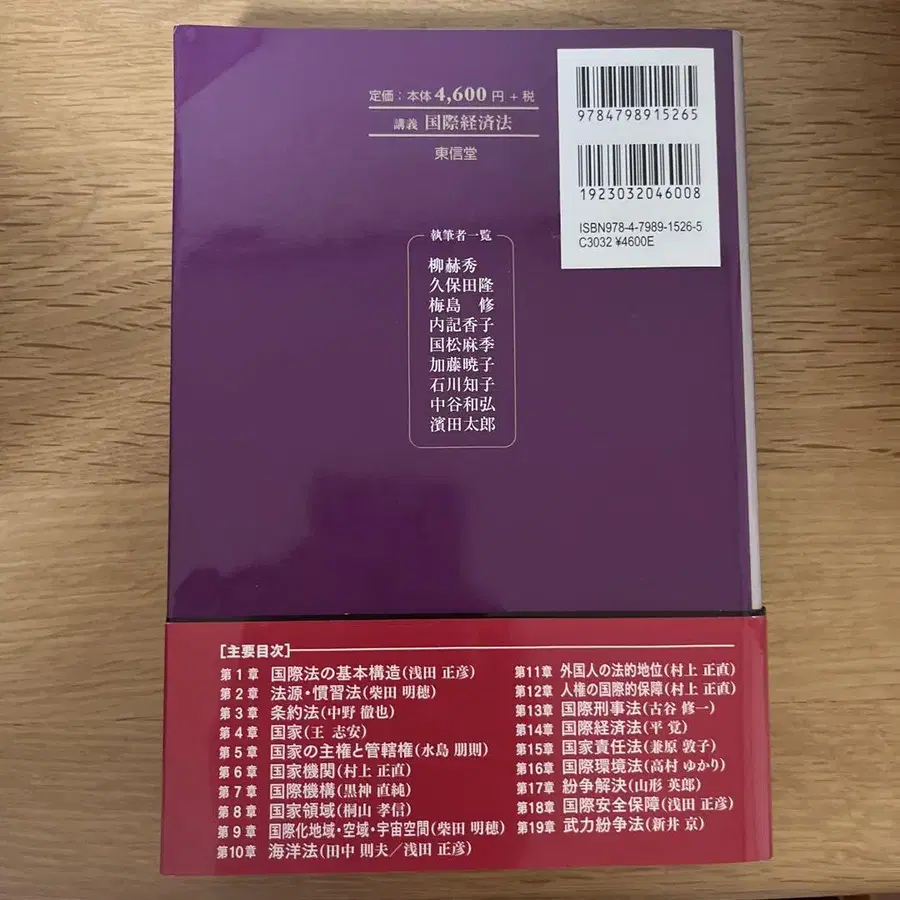 定価：本体4,600円＋税
講義 国際経済法
東信堂
9784798915265
1923032046008
ISBN978-4-7989-1526-5
C3032 ¥4600E
執筆者一覧
柳赫秀
久保田隆
梅島 修
内記香子
国松麻季
加藤暁子
石川知子
中谷和弘
濱田太郎
［主要目次］
第1章 国際法の基本構造(浅田 正彦)
第2章 法源・慣習法(柴田 明穂)
第3章 条約法(中野 徹也)
第4章 国家(王 志安)
第5章 国家の主権と管轄権(水島 朋則)
第6章 国家機関(村上 正直)
第7章 国際機構(黒神 直純)
第8章 国家領域(桐山 孝信)
第9章 国際化地域・空域・宇宙空間(柴田 明穂)
第10章 海洋法(田中 則夫／浅田 正彦)
第11章 外国人の法的地位(村上 正直)
第12章 人権の国際的保障(村上 正直)
第13章 国際刑事法(古谷 修一)
第14章 国際経済法(平 覚)
第15章 国家責任法(兼原 敦子)
第16章 国際環境法(高村 ゆかり)
第17章 紛争解決(山形 英郎)
第18章 国際安全保障(浅田 正彦)
第19章 武力紛争法(新井 京)